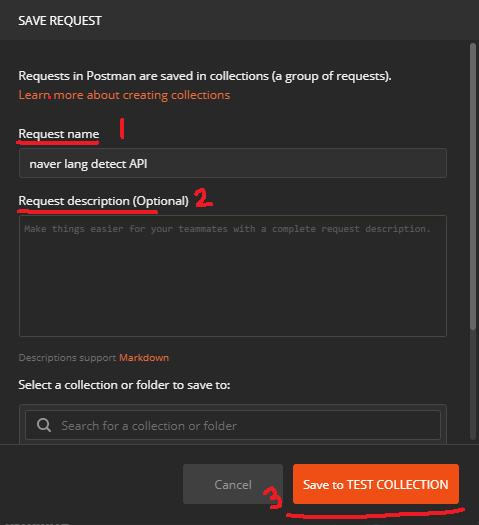 SAVE REQUEST
Requests in Postman are saved in collections (a group of requests).
Learn more about creating collections
Request name 1
naver lang detect API
Request description (Optional) 2
Make things easier for your teammates with a complete request description.
Descriptions support Markdown
Select a collection or folder to save to:
Search for a collection or folder
Cancel 3 Save to TEST COLLECTION